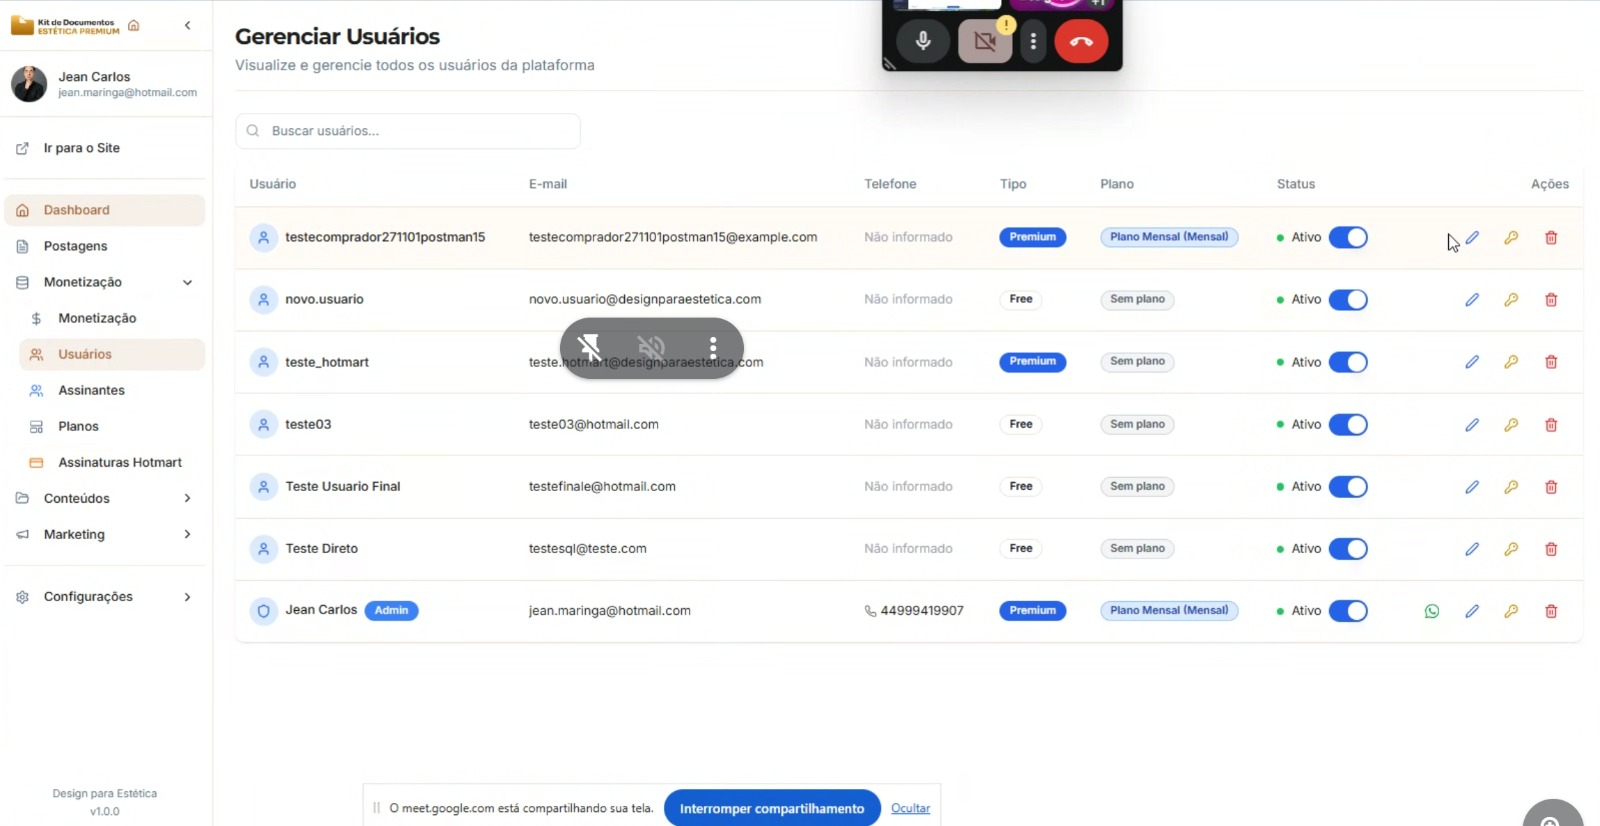 Kit de Documentos
ESTÉTICA PREMIUM
Jean Carlos
jean.maringa@hotmail.com
Ir para o Site
Dashboard
Postagens
Monetização
Monetização
Usuários
Assinantes
Planos
Assinaturas Hotmart
Conteúdos
Marketing
Configurações
Design para Estética
v1.0.0
Gerenciar Usuários
Visualize e gerencie todos os usuários da plataforma
Buscar usuários...
Usuário E-mail Telefone Tipo Plano Status Ações
testecomprador271101postman15 testecomprador271101postman15@example.com Não informado Premium Plano Mensal (Mensal) Ativo
novo.usuario novo.usuario@designparaestetica.com Não informado Free Sem plano Ativo
teste_hotmart teste.hotmart@designparaestetica.com Não informado Premium Sem plano Ativo
teste03 teste03@hotmail.com Não informado Free Sem plano Ativo
Teste Usuario Final testefinale@hotmail.com Não informado Free Sem plano Ativo
Teste Direto testesql@teste.com Não informado Free Sem plano Ativo
Jean Carlos Admin jean.maringa@hotmail.com 44999419907 Premium Plano Mensal (Mensal) Ativo
O meet.google.com está compartilhando sua tela. Interromper compartilhamento Ocultar